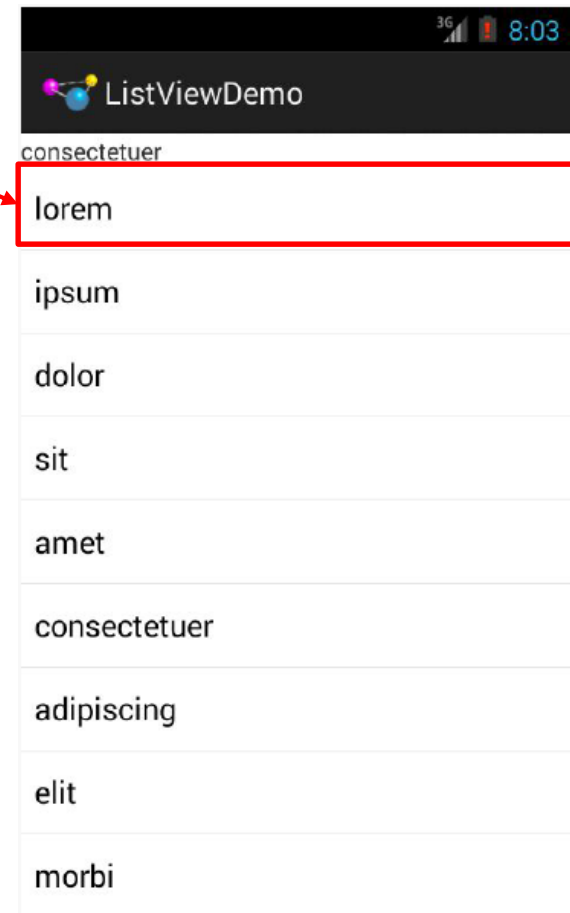 3G 8:03
ListViewDemo
consectetuer
lorem
ipsum
dolor
sit
amet
consectetuer
adipiscing
elit
morbi